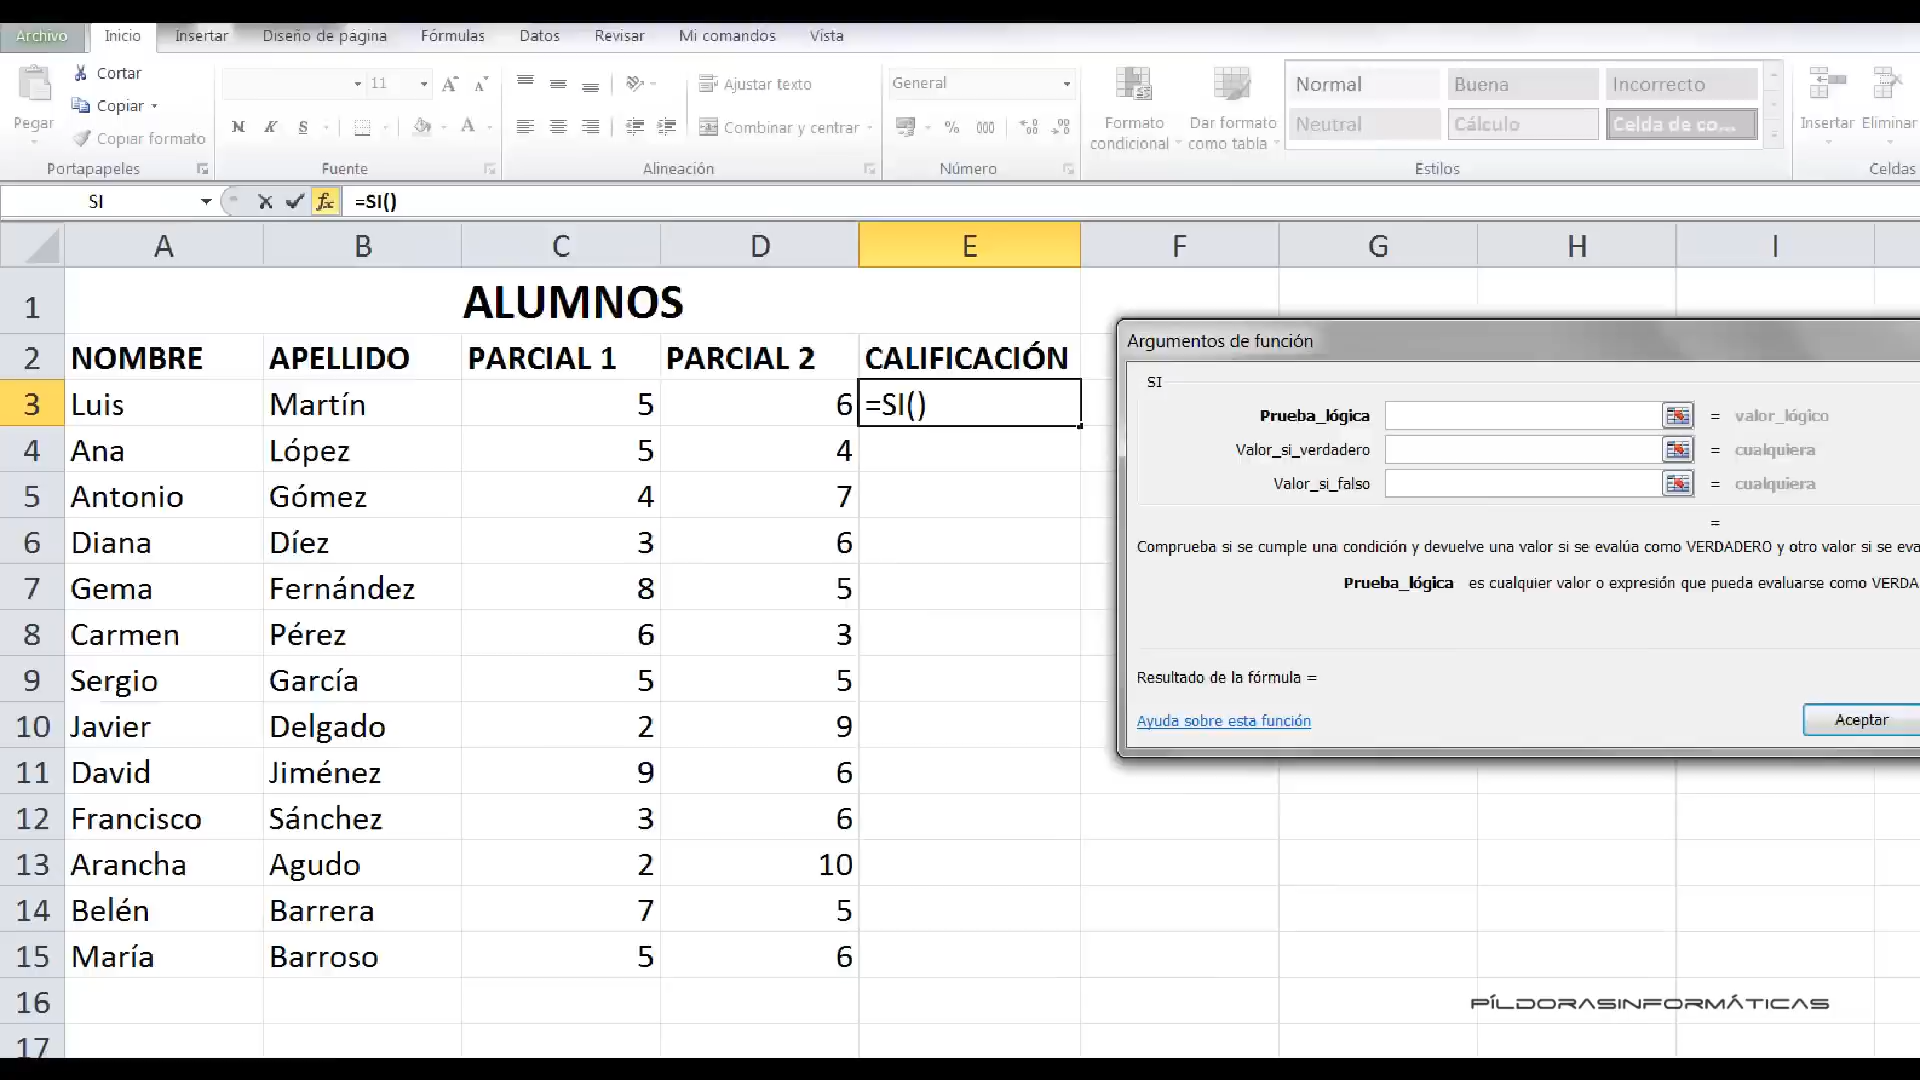 Archivo Inicio Insertar Diseño de página Fórmulas Datos Revisar Mi comandos Vista
Pegar
Cortar
Copiar
Copiar formato
Portapapeles
11
N K S
Fuente
Ajustar texto
Combinar y centrar
Alineación
General
% 000
Número
Formato condicional
Dar formato como tabla
Normal Buena Incorrecto
Neutral Cálculo Celda de co...
Estilos
Insertar Eliminar
Celdas
SI fx =SI()
A B C D E F G H I
1 ALUMNOS
2 NOMBRE APELLIDO PARCIAL 1 PARCIAL 2 CALIFICACIÓN
3 Luis Martín 5 6 =SI()
4 Ana López 5 4
5 Antonio Gómez 4 7
6 Diana Díez 3 6
7 Gema Fernández 8 5
8 Carmen Pérez 6 3
9 Sergio García 5 5
10 Javier Delgado 2 9
11 David Jiménez 9 6
12 Francisco Sánchez 3 6
13 Arancha Agudo 2 10
14 Belén Barrera 7 5
15 María Barroso 5 6
16
17
Argumentos de función
SI
Prueba_lógica = valor_lógico
Valor_si_verdadero = cualquiera
Valor_si_falso = cualquiera
=
Comprueba si se cumple una condición y devuelve una valor si se evalúa como VERDADERO y otro valor si se eva
Prueba_lógica es cualquier valor o expresión que pueda evaluarse como VERDA
Resultado de la fórmula =
Ayuda sobre esta función
Aceptar
PÍLDORASINFORMÁTICAS